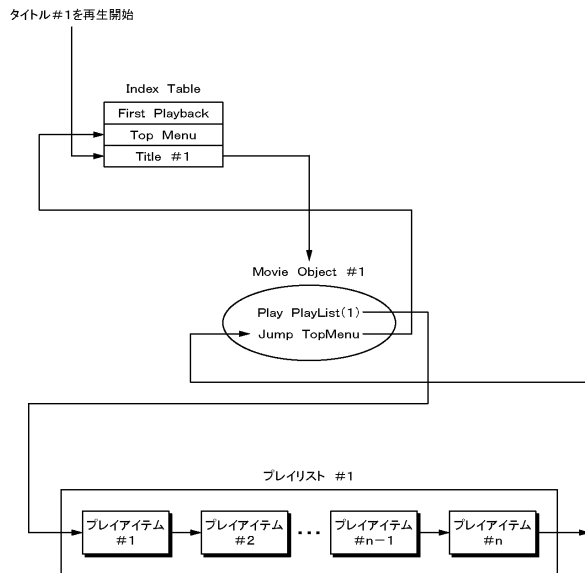 タイトル#1を再生開始
Index Table
First Playback
Top Menu
Title #1
Movie Object #1
Play PlayList(1)
Jump TopMenu
プレイリスト #1
プレイアイテム
#1
プレイアイテム
#2
...
プレイアイテム
#n-1
プレイアイテム
#n